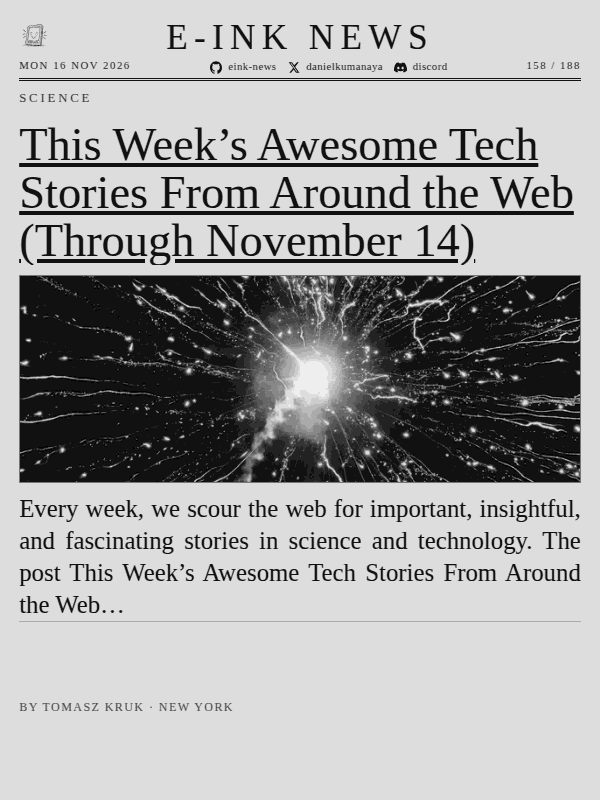 E-INK NEWS
MON 16 NOV 2026
eink-news danielkumanaya discord
158 / 188
SCIENCE
This Week’s Awesome Tech
Stories From Around the Web
(Through November 14)
Every week, we scour the web for important, insightful,
and fascinating stories in science and technology. The
post This Week’s Awesome Tech Stories From Around
the Web…
BY TOMASZ KRUK · NEW YORK